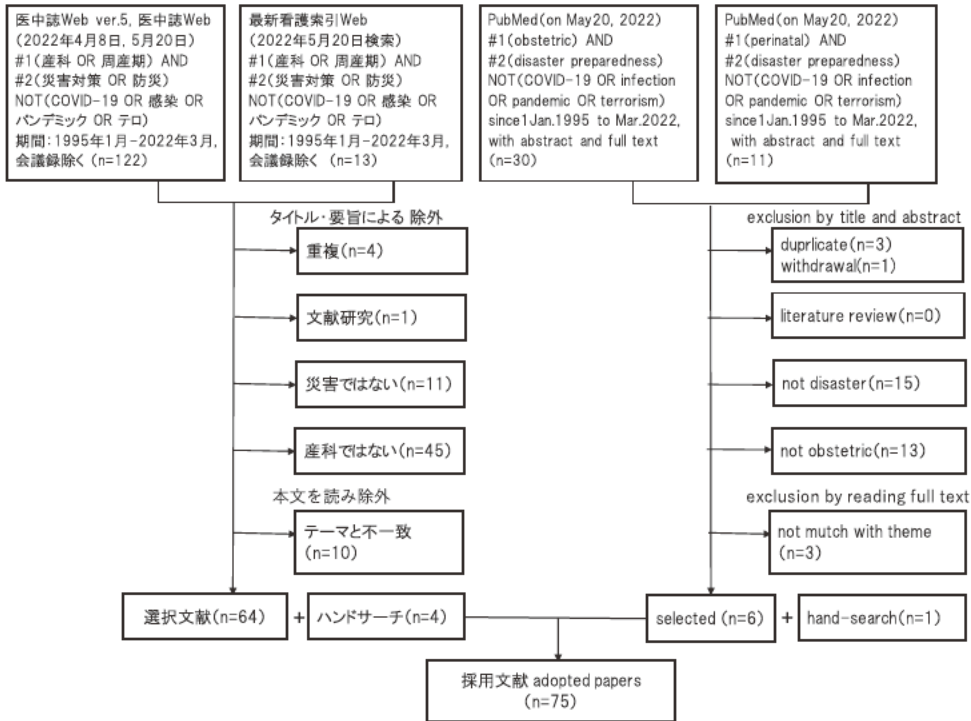 医中誌Web ver.5, 医中誌Web
(2022年4月8日, 5月20日)
#1(産科 OR 周産期) AND
#2(災害対策 OR 防災)
NOT(COVID-19 OR 感染 OR
パンデミック OR テロ)
期間:1995年1月-2022年3月,
会議録除く (n=122)
最新看護索引Web
(2022年5月20日検索)
#1(産科 OR 周産期) AND
#2(災害対策 OR 防災)
NOT(COVID-19 OR 感染 OR
パンデミック OR テロ)
期間:1995年1月-2022年3月,
会議録除く (n=13)
PubMed(on May20, 2022)
#1(obstetric) AND
#2(disaster preparedness)
NOT(COVID-19 OR infection
OR pandemic OR terrorism)
since1Jan.1995 to Mar.2022,
with abstract and full text
(n=30)
PubMed(on May20, 2022)
#1(perinatal) AND
#2(disaster preparedness)
NOT(COVID-19 OR infection
OR pandemic OR terrorism)
since1Jan.1995 to Mar.2022,
with abstract and full text
(n=11)
タイトル・要旨による 除外
重複(n=4)
文献研究(n=1)
災害ではない(n=11)
産科ではない(n=45)
本文を読み除外
テーマと不一致
(n=10)
exclusion by title and abstract
duprlicate(n=3)
withdrawal(n=1)
literature review(n=0)
not disaster(n=15)
not obstetric(n=13)
exclusion by reading full text
not mutch with theme
(n=3)
選択文献(n=64)
+
ハンドサーチ(n=4)
selected (n=6)
+
hand-search(n=1)
採用文献 adopted papers
(n=75)